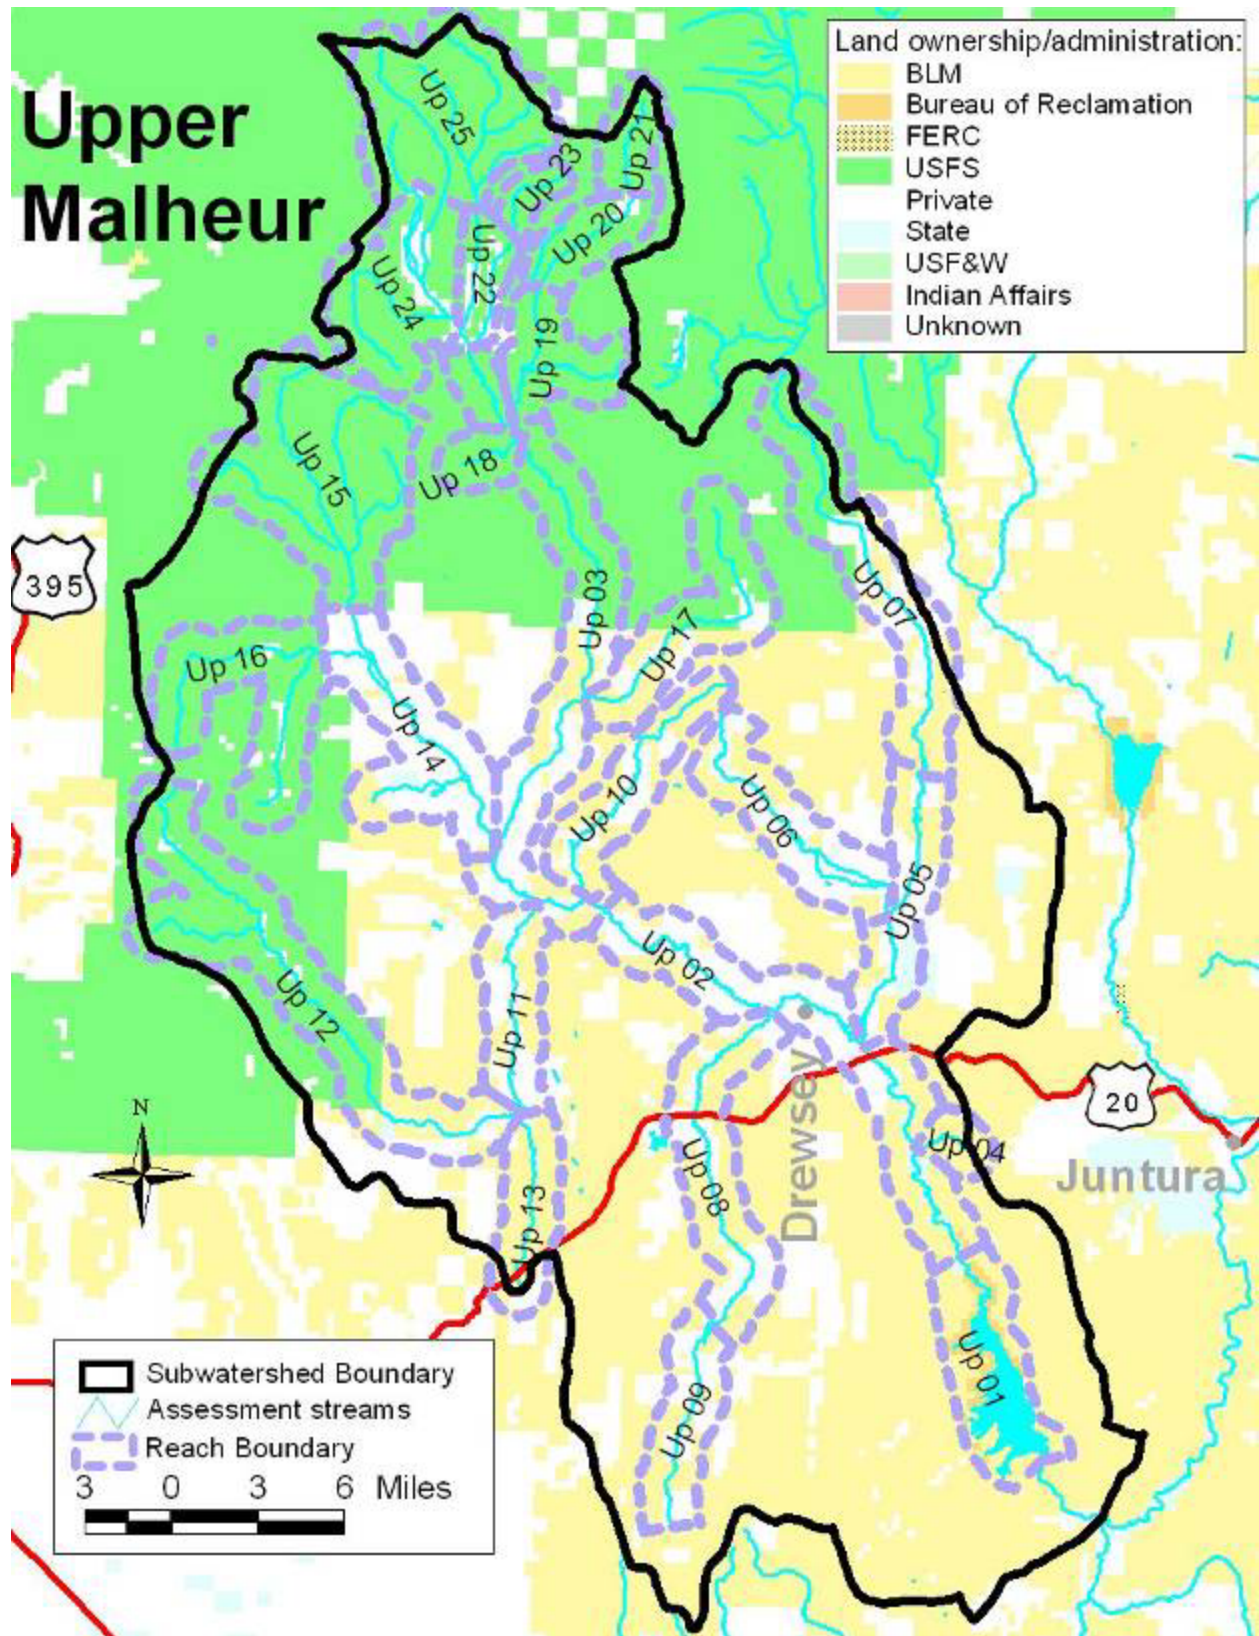 Upper
Malheur
Land ownership/administration:
BLM
Bureau of Reclamation
FERC
USFS
Private
State
USF&W
Indian Affairs
Unknown
Up 25
Up 21
Up 23
Up 20
Up 22
Up 24
Up 19
Up 15
Up 18
395
Up 03
Up 07
Up 17
Up 16
Up 14
Up 10
Up 06
Up 05
Up 02
Up 12
Up 11
20
N
Drewsey
Up 04
Juntura
Up 08
Up 13
Up 01
Up 09
Subwatershed Boundary
Assessment streams
Reach Boundary
3 0 3 6 Miles